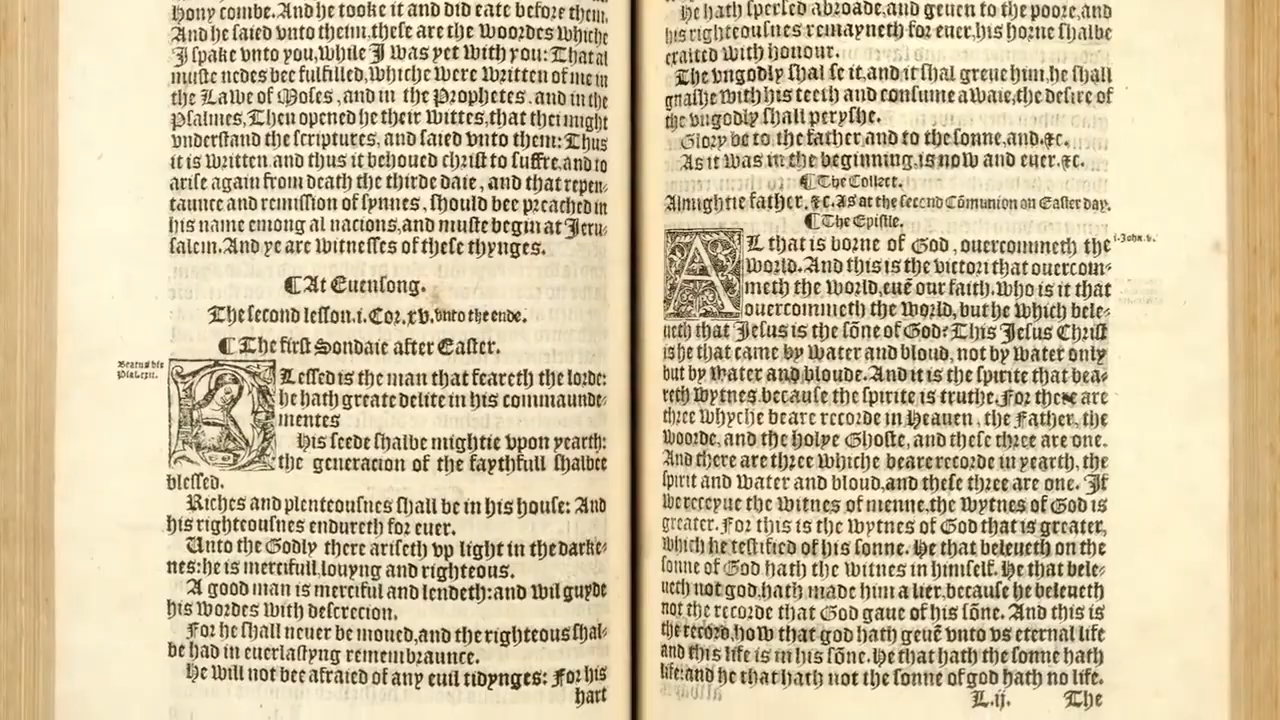 hony combe. And he tooke it and did eate before them.
And he saied vnto theim, these are the woordes whiche
I spake vnto you, while I was yet with you: That al
muste nedes bee fulfilled, whiche were written of me in
the Lawe of Moses, and in the Prophetes. and in the
Psalmes, Then opened he their wittes, that thei might
vnderstand the scriptures, and saied vnto them: Thus
it is written and thus it behoued christ to suffre, and to
arise again from death the thirde daie, and that repen⸗
taunce and remission of synnes, should bee preached in
his name emong al nacions, and muste begin at Jeru⸗
salem. And ye are witnesses of these thynges.
¶ At Euensong.
The second lesson. i. Cor. xv. vnto the ende.
¶ The first Sondaie after Easter.
Beatus vir
BLessed is the man that feareth the lorde:
he hath greate delite in his commaunde⸗
mentes
His seede shalbe mightie vpon yearth:
the generacion of the faythfull shalbee
blessed.
Riches and plenteousnes shall be in his house: And
his righteousnes endureth for euer.
Unto the Godly there ariseth vp light in the darke⸗
nes: he is mercifull, louyng and righteous.
A good man is merciful and lendeth: and wil guyde
his wordes with descrecion.
For he shall neuer be moued, and the righteous shal⸗
be had in euerlastyng remembraunce.
He will not bee afraied of any euil tidynges: For his
hart
He hath spersed abroade, and geuen to the poore, and
his righteousnes remayneth for euer, his horne shalbe
exalted with honour.
The vngodly shal se it, and it shal greue him, he shall
gnashe with his teeth and consume awaie, the desire of
the vngodly shall peryshe.
Glory be to the father and to the sonne, and. &c.
As it was in the beginning, is now and euer. &c.
¶ The Collect.
Almightie father. &c. As at the second Cõmunion on Easter day.
¶ The Epistle.
i. John. v.
AL that is borne of God, ouercommeth the
world. And this is the victori that ouercom⸗
meth the world, euẽ our faith. Who is it that
ouercommeth the world, but he which bele⸗
ueth that Jesus is the sõne of God? This Jesus Christ
is he that came by water and bloud, not by water only
but by water and bloude. And it is the spirite that bea⸗
reth wytnes, because the spirite is truthe. For there are
three whyche beare recorde in Heauen, the Father, the
woorde, and the holye Ghoste, and these three are one.
And there are three whiche beare recorde in yearth, the
spirit and water and bloud, and these three are one. If
we receyue the witnes of menne, the wytnes of God is
greater. For this is the wytnes of God that is greater,
which he testified of his sonne. He that beleueth on the
sonne of God hath the witnes in himself. He that bele⸗
ueth not god, hath made him a lier, because he beleueth
not the recorde that God gaue of his sõne. And this is
the record, how that god hath geuẽ vnto vs eternal life
and this life is in his sõne. He that hath the sonne hath
life: and he that hath not the sonne of god hath no life.
L.ij. The